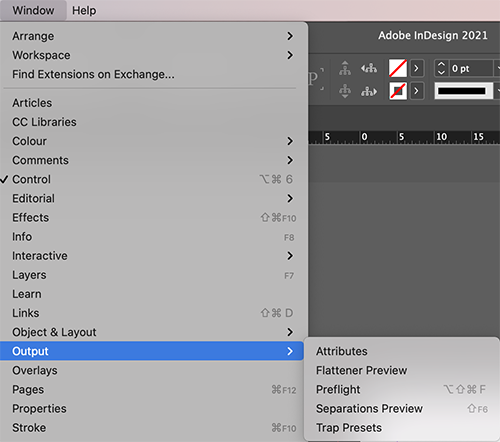 Window Help
Arrange
Workspace
Find Extensions on Exchange...
Adobe InDesign 2021
P
0 pt
5 0 5 10 15
Articles
CC Libraries
Colour
Comments
Control ⌥⌘ 6
Editorial
Effects ⇧⌘F10
Info F8
Interactive
Layers F7
Learn
Links ⇧⌘ D
Object & Layout
Output
Overlays
Pages ⌘F12
Properties
Stroke ⌘F10
Attributes
Flattener Preview
Preflight ⌥⇧⌘ F
Separations Preview ⇧F6
Trap Presets